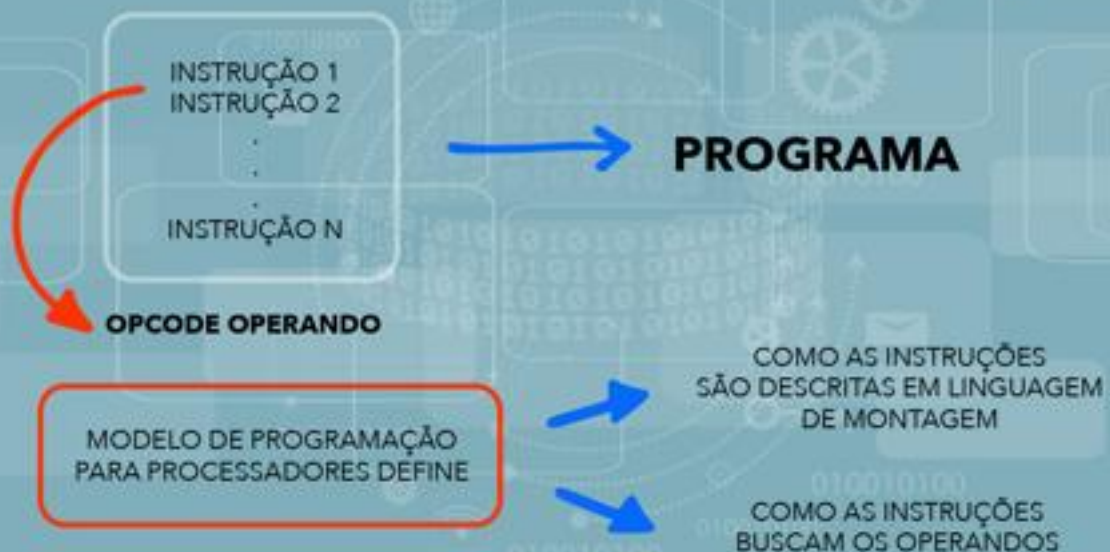 INSTRUÇÃO 1
INSTRUÇÃO 2
.
.
.
INSTRUÇÃO N
PROGRAMA
OPCODE OPERANDO
MODELO DE PROGRAMAÇÃO
PARA PROCESSADORES DEFINE
COMO AS INSTRUÇÕES
SÃO DESCRITAS EM LINGUAGEM
DE MONTAGEM
COMO AS INSTRUÇÕES
BUSCAM OS OPERANDOS